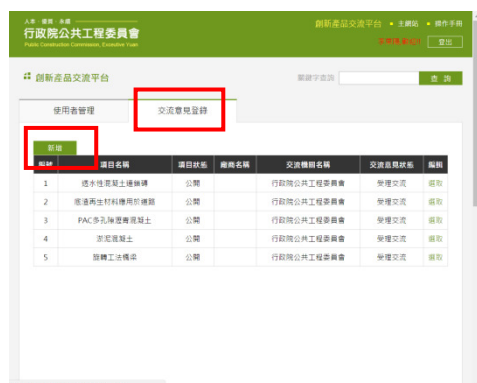 人本．優質．永續
行政院公共工程委員會
Public Construction Commission, Executive Yuan
創新產品交流平台 ▪ 主網站 ▪ 操作手冊
登出
創新產品交流平台
關鍵字查詢 查 詢
使用者管理 交流意見登錄
新增
編號 項目名稱 項目狀態 廠商名稱 交流機關名稱 交流意見狀態 編輯
1 透水性混凝土連鎖磚 公開 行政院公共工程委員會 受理交流 選取
2 底渣再生材料應用於道路 公開 行政院公共工程委員會 受理交流 選取
3 PAC多孔隙瀝青混凝土 公開 行政院公共工程委員會 受理交流 選取
4 淤泥混凝土 公開 行政院公共工程委員會 受理交流 選取
5 旋轉工法橋梁 公開 行政院公共工程委員會 受理交流 選取